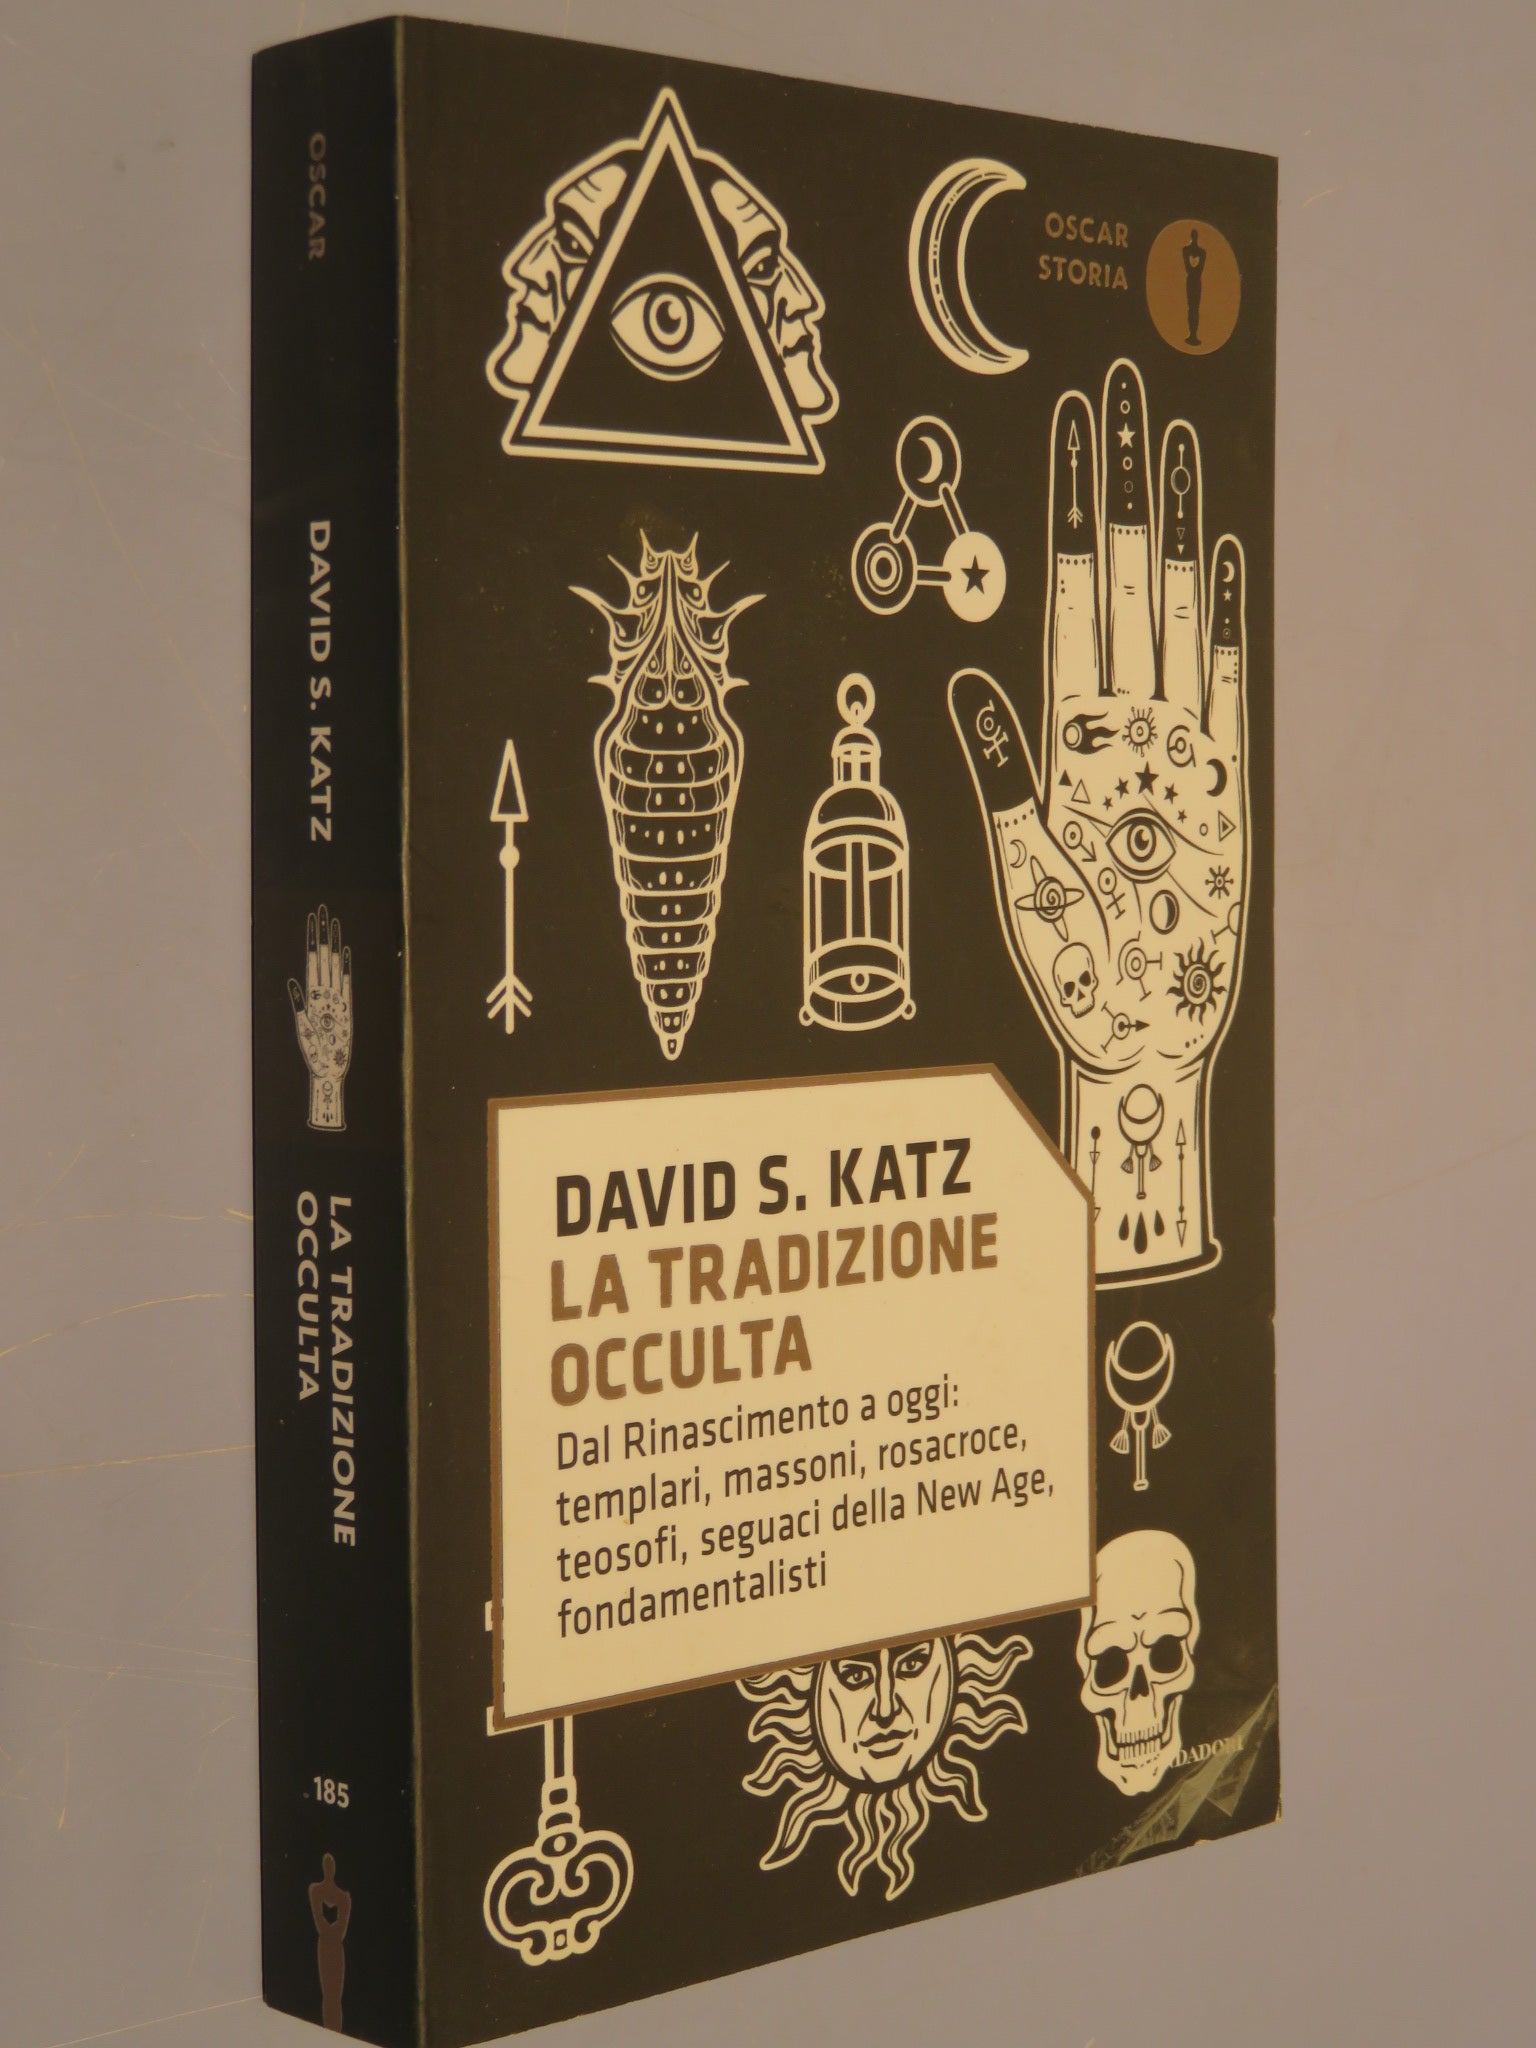 OSCAR
DAVID S. KATZ
LA TRADIZIONE
OCCULTA
185
OSCAR
STORIA
DAVID S. KATZ
LA TRADIZIONE
OCCULTA
Dal Rinascimento a oggi:
templari, massoni, rosacroce,
teosofi, seguaci della New Age,
fondamentalisti